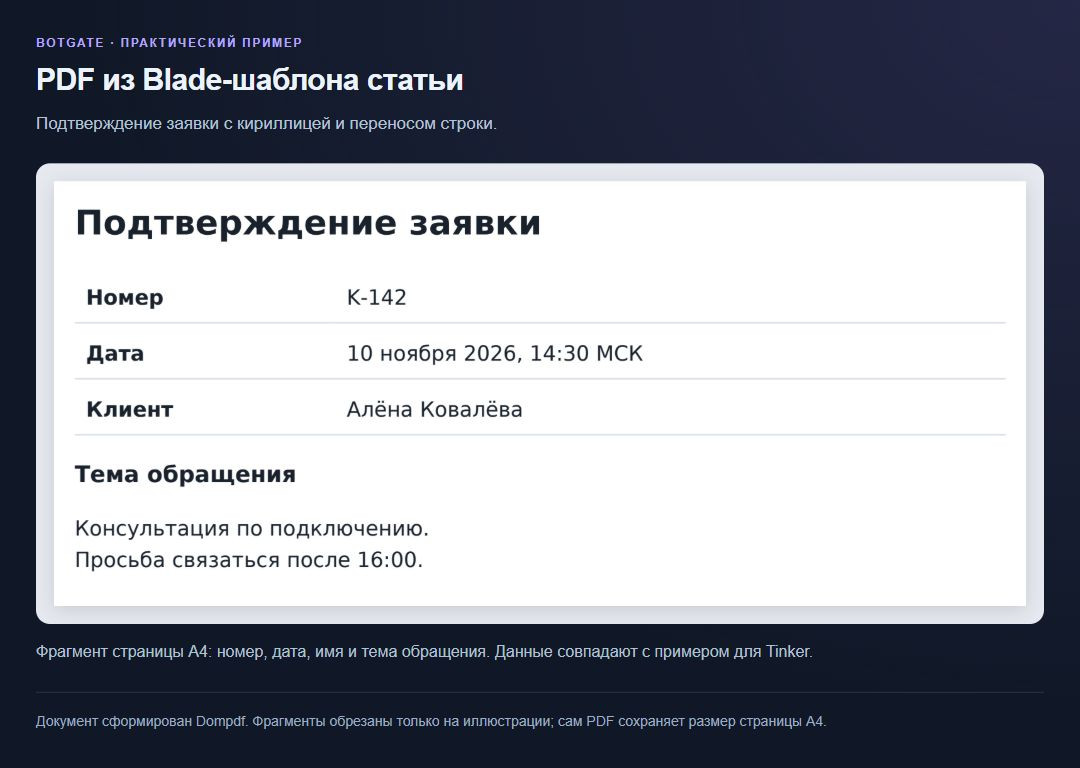 BOTGATE · ПРАКТИЧЕСКИЙ ПРИМЕР
PDF из Blade-шаблона статьи
Подтверждение заявки с кириллицей и переносом строки.
Подтверждение заявки
Номер K-142
Дата 10 ноября 2026, 14:30 МСК
Клиент Алёна Ковалёва
Тема обращения
Консультация по подключению.
Просьба связаться после 16:00.
Фрагмент страницы A4: номер, дата, имя и тема обращения. Данные совпадают с примером для Tinker.
Документ сформирован Dompdf. Фрагменты обрезаны только на иллюстрации; сам PDF сохраняет размер страницы A4.